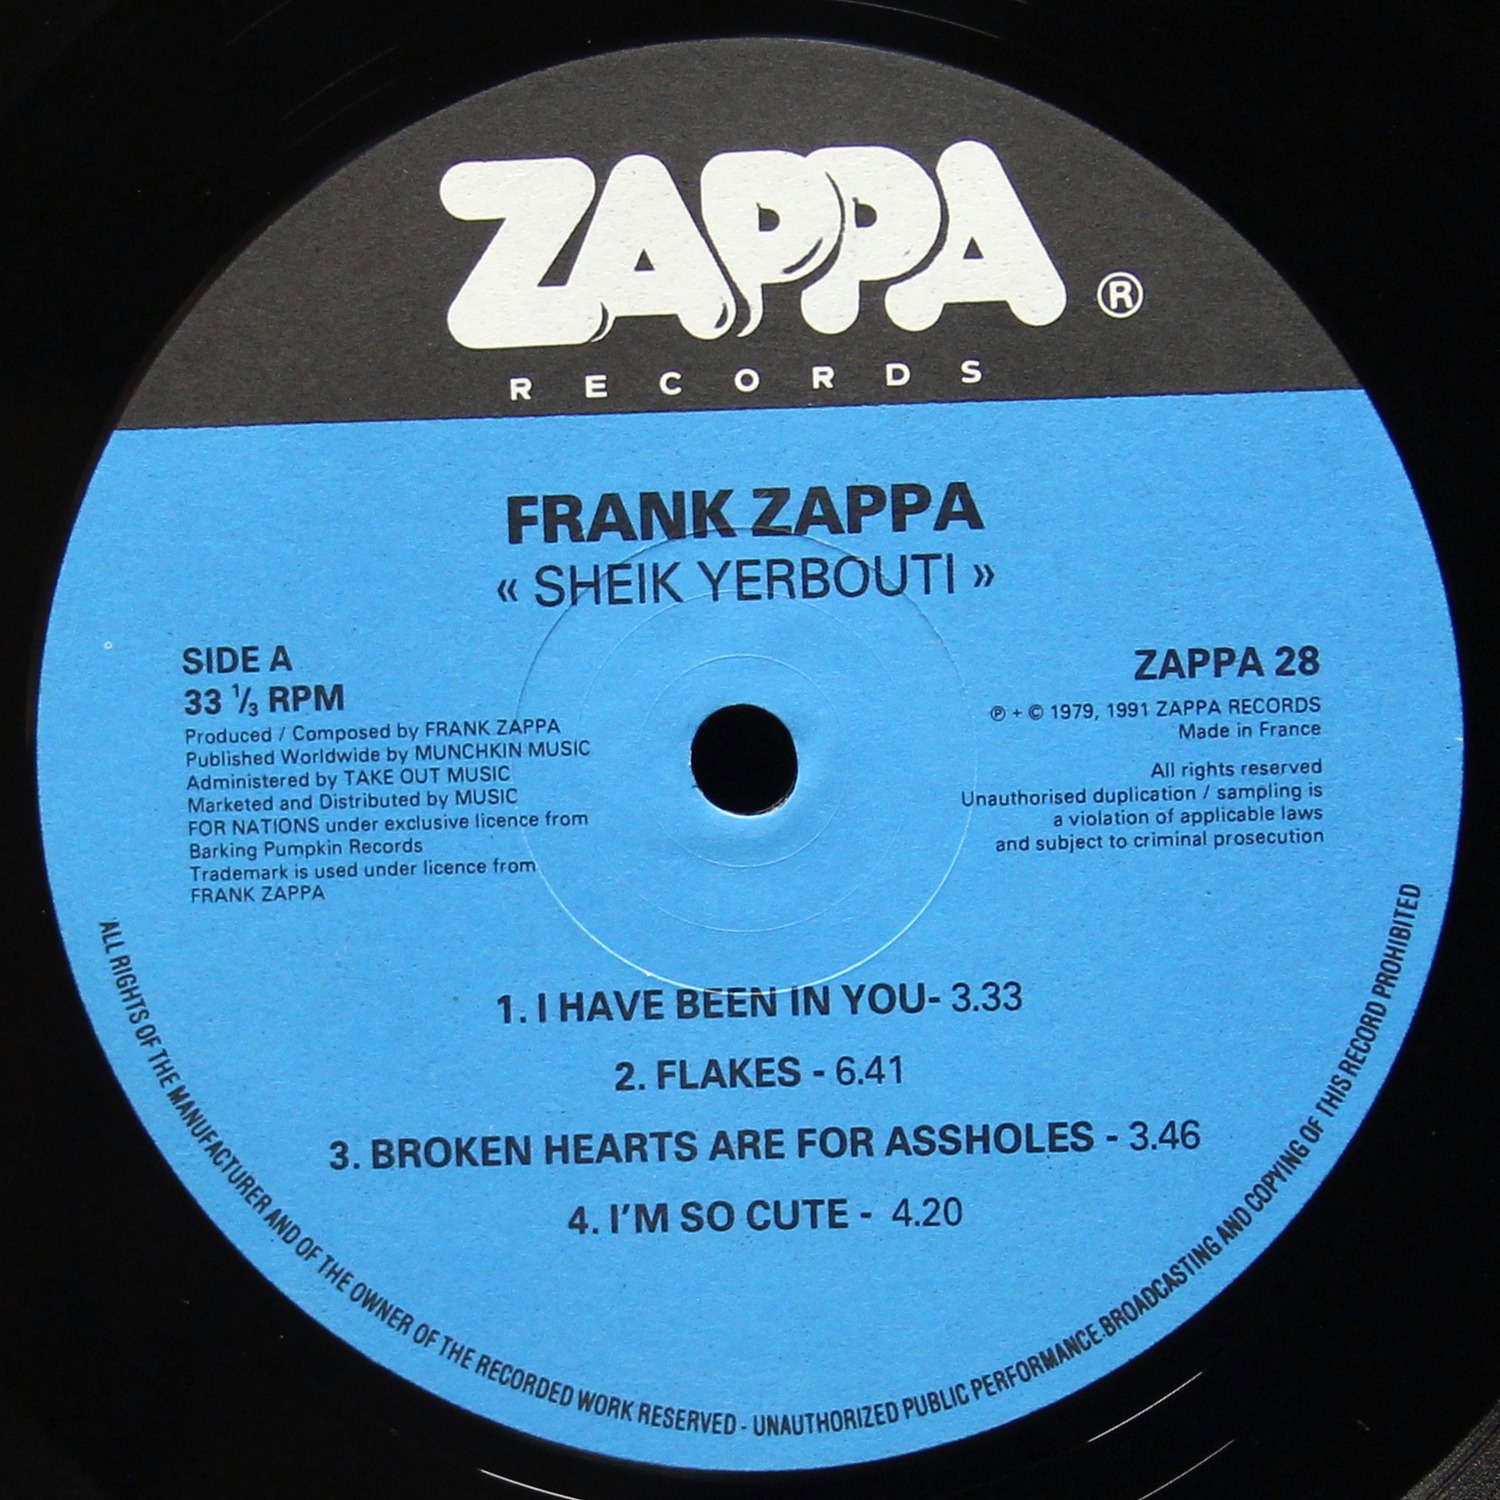 ZAPPA ®
RECORDS
FRANK ZAPPA
« SHEIK YERBOUTI »
SIDE A
33 ⅓ RPM
Produced / Composed by FRANK ZAPPA
Published Worldwide by MUNCHKIN MUSIC
Administered by TAKE OUT MUSIC
Marketed and Distributed by MUSIC
FOR NATIONS under exclusive licence from
Barking Pumpkin Records
Trademark is used under licence from
FRANK ZAPPA
ZAPPA 28
℗ + © 1979, 1991 ZAPPA RECORDS
Made in France
All rights reserved
Unauthorised duplication / sampling is
a violation of applicable laws
and subject to criminal prosecution
1. I HAVE BEEN IN YOU- 3.33
2. FLAKES - 6.41
3. BROKEN HEARTS ARE FOR ASSHOLES - 3.46
4. I'M SO CUTE - 4.20
ALL RIGHTS OF THE MANUFACTURER AND OF THE OWNER OF THE RECORDED WORK RESERVED - UNAUTHORIZED PUBLIC PERFORMANCE.BROADCASTING AND COPYING OF THIS RECORD PROHIBITED